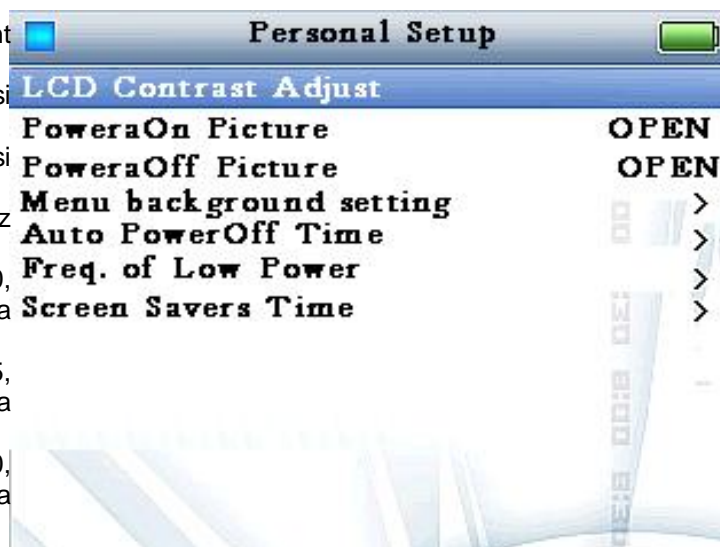 Personal Setup
LCD Contrast Adjust
PoweraOn Picture OPEN
PoweraOff Picture OPEN
Menu background setting >
Auto PowerOff Time >
Freq. of Low Power >
Screen Savers Time >